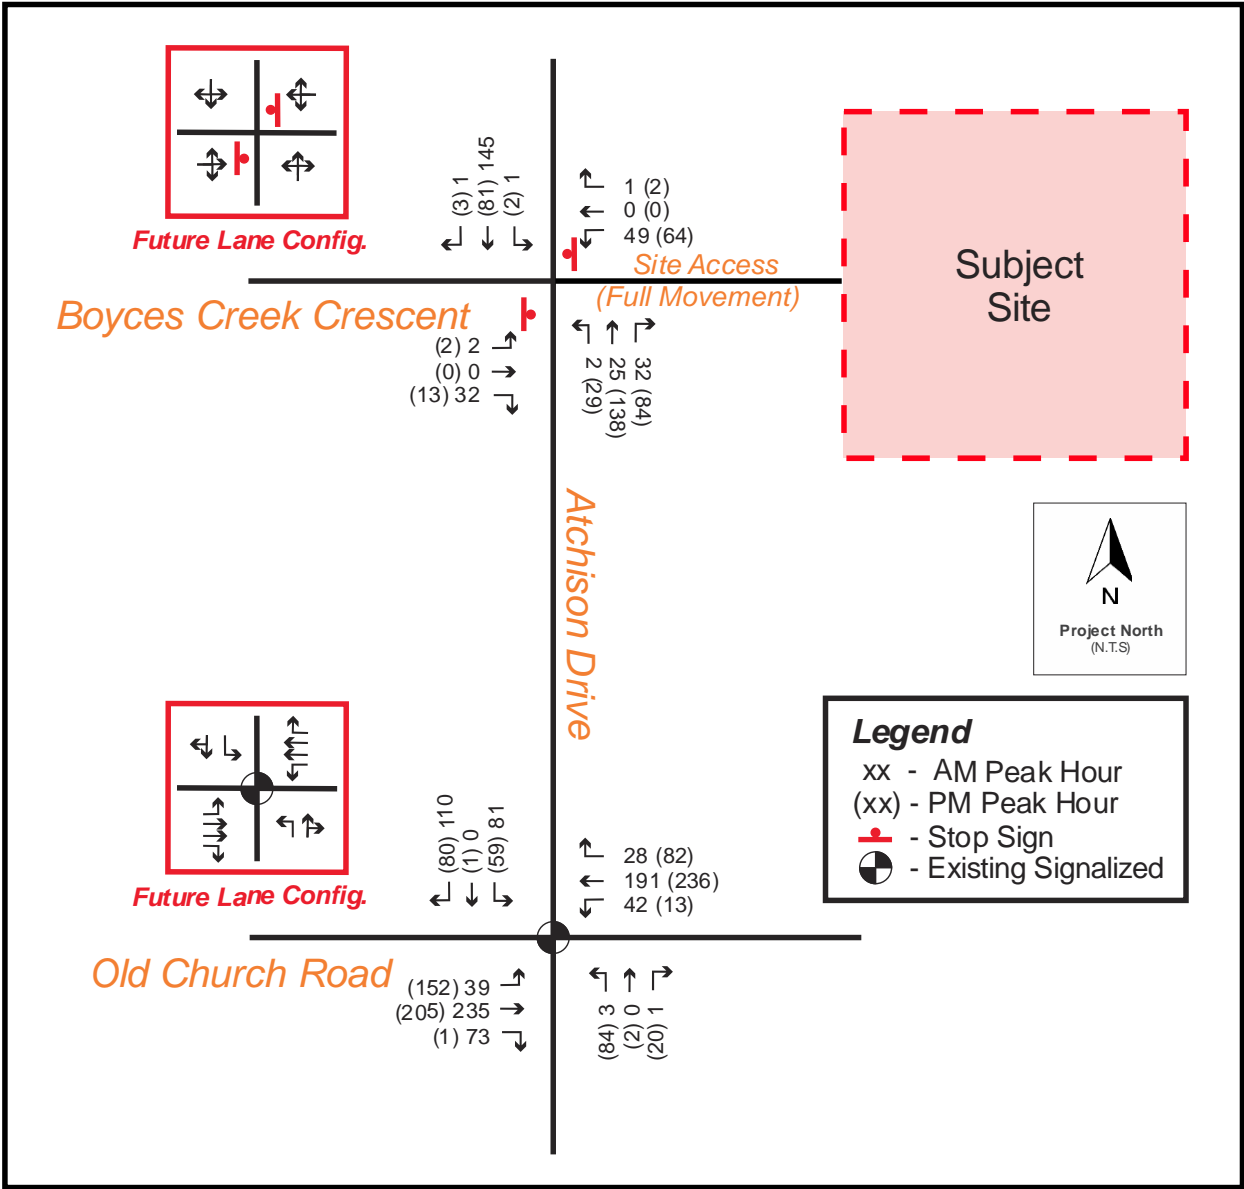 Future Lane Config.
(3) 1
(81) 145
(2) 1
1 (2)
0 (0)
49 (64)
Site Access
(Full Movement)
Subject
Site
Boyces Creek Crescent
(2) 2
(0) 0
(13) 32
2 (29)
25 (138)
32 (84)
Atchison Drive
N
Project North
(N.T.S)
Legend
xx - AM Peak Hour
(xx) - PM Peak Hour
- Stop Sign
- Existing Signalized
Future Lane Config.
(80) 110
(1) 0
(59) 81
28 (82)
191 (236)
42 (13)
Old Church Road
(152) 39
(205) 235
(1) 73
(84) 3
(2) 0
(20) 1